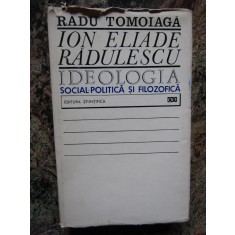 RADU TOMOIAGĂ
ION ELIADE
RĂDULESCU
IDEOLOGIA
SOCIAL-POLITICĂ ȘI FILOZOFICĂ
EDITURA ȘTIINȚIFICĂ